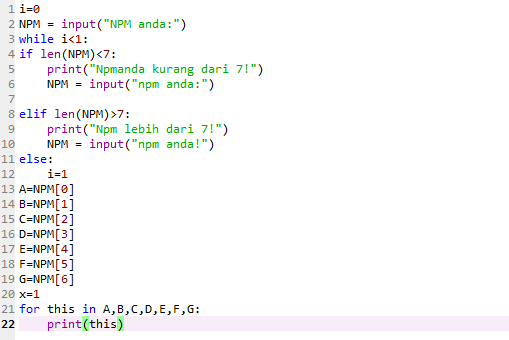 1 i=0
2 NPM = input("NPM anda:")
3 while i<1:
4 if len(NPM)<7:
5     print("Npmanda kurang dari 7!")
6     NPM = input("npm anda:")
7
8 elif len(NPM)>7:
9     print("Npm lebih dari 7!")
10     NPM = input("npm anda!")
11 else:
12     i=1
13 A=NPM[0]
14 B=NPM[1]
15 C=NPM[2]
16 D=NPM[3]
17 E=NPM[4]
18 F=NPM[5]
19 G=NPM[6]
20 x=1
21 for this in A,B,C,D,E,F,G:
22     print(this)